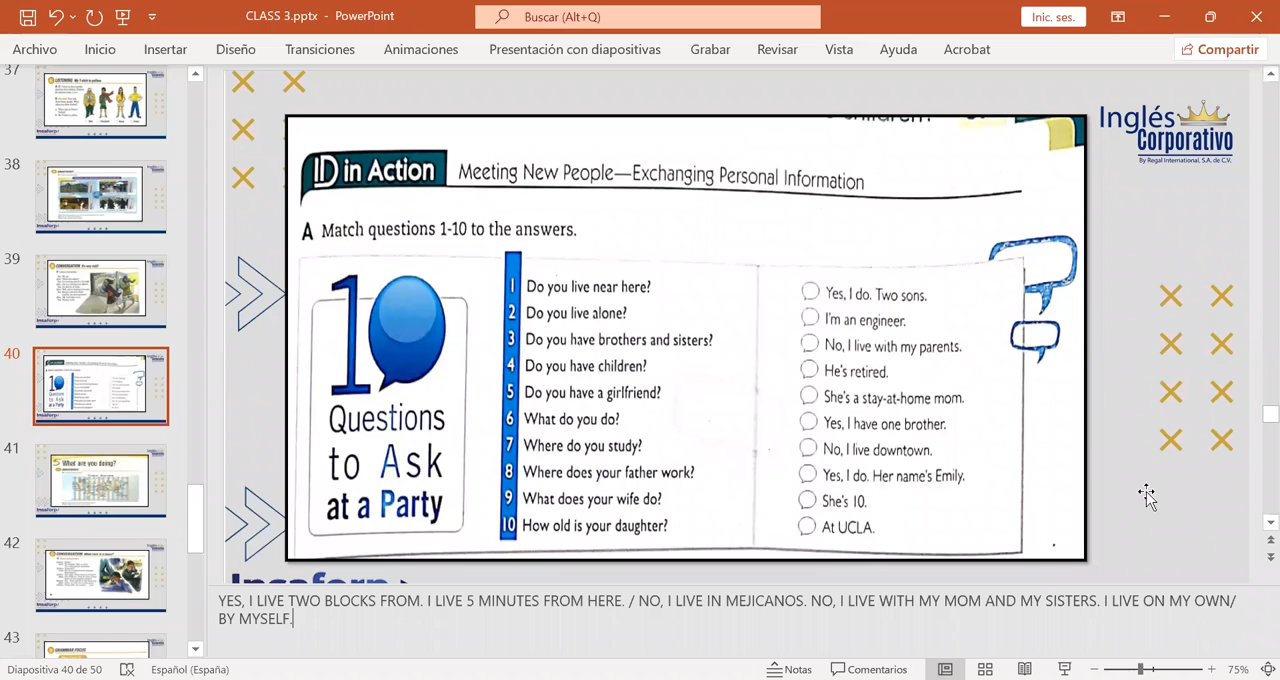 CLASS 3.pptx - PowerPoint
Buscar (Alt+Q)
Inic. ses.
Archivo Inicio Insertar Diseño Transiciones Animaciones Presentación con diapositivas Grabar Revisar Vista Ayuda Acrobat Compartir
37
38
39
40
41
What are you doing?
42
43
Inglés
Corporativo
By Regal International, S.A. de C.V.
ID in Action Meeting New People—Exchanging Personal Information
A Match questions 1-10 to the answers.
10
Questions
to Ask
at a Party
1 Do you live near here?
2 Do you live alone?
3 Do you have brothers and sisters?
4 Do you have children?
5 Do you have a girlfriend?
6 What do you do?
7 Where do you study?
8 Where does your father work?
9 What does your wife do?
10 How old is your daughter?
Yes, I do. Two sons.
I'm an engineer.
No, I live with my parents.
He's retired.
She's a stay-at-home mom.
Yes, I have one brother.
No, I live downtown.
Yes, I do. Her name's Emily.
She's 10.
At UCLA.
YES, I LIVE TWO BLOCKS FROM. I LIVE 5 MINUTES FROM HERE. / NO, I LIVE IN MEJICANOS. NO, I LIVE WITH MY MOM AND MY SISTERS. I LIVE ON MY OWN/
BY MYSELF.
Diapositiva 40 de 50 Español (España) Notas Comentarios 75%